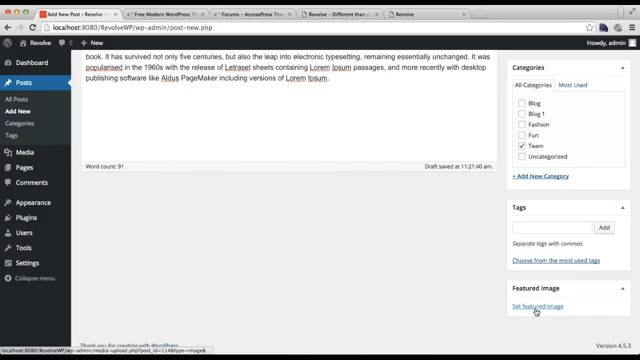 Add New Post ‹ Revolve
Free Modern WordPress Th
Forums – AccessPress The
Revolve – Different than d
Revolve
localhost:8080/RevolveWP/wp-admin/post-new.php
Revolve
0
+ New
Howdy, admin
Dashboard
Posts
All Posts
Add New
Categories
Tags
Media
Pages
Comments
Appearance
Plugins
Users
Tools
Settings
Collapse menu
book. It has survived not only five centuries, but also the leap into electronic typesetting, remaining essentially unchanged. It was
popularised in the 1960s with the release of Letraset sheets containing Lorem Ipsum passages, and more recently with desktop
publishing software like Aldus PageMaker including versions of Lorem Ipsum.
Word count: 91
Draft saved at 11:21:40 am.
Categories
All Categories
Most Used
Blog
Blog 1
Fashion
Fun
Team
Uncategorized
+ Add New Category
Tags
Add
Separate tags with commas
Choose from the most used tags
Featured Image
Set featured image
Thank you for creating with WordPress.
Version 4.5.3
localhost:8080/RevolveWP/wp-admin/media-upload.php?post_id=114&type=image&